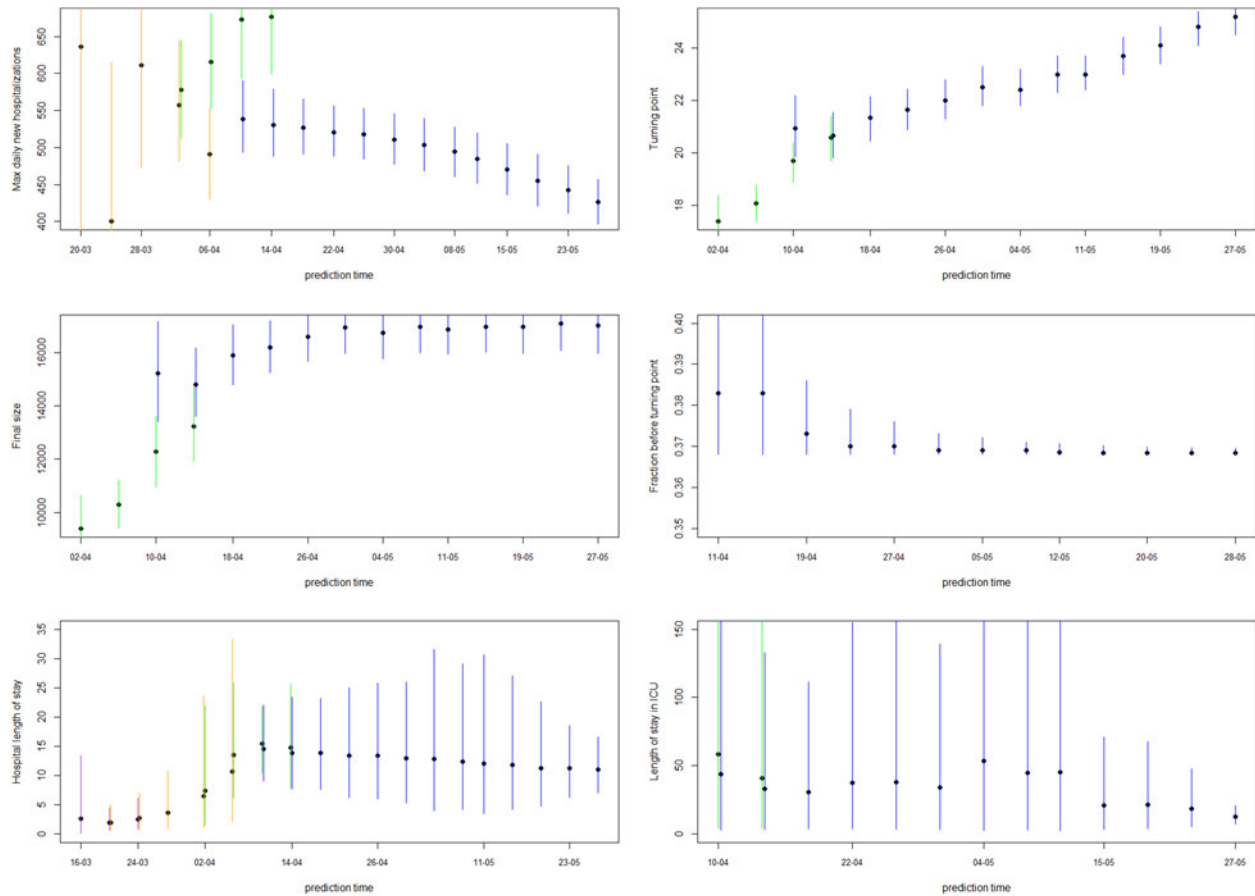 Max daily new hospitalizations
650
600
550
500
450
400
20-03 28-03 06-04 14-04 22-04 30-04 08-05 15-05 23-05
prediction time
Turning point
24
22
20
18
02-04 10-04 18-04 26-04 04-05 11-05 19-05 27-05
prediction time
Final size
16000
14000
12000
10000
02-04 10-04 18-04 26-04 04-05 11-05 19-05 27-05
prediction time
Fraction before turning point
0.40
0.39
0.38
0.37
0.36
0.35
11-04 19-04 27-04 05-05 12-05 20-05 28-05
prediction time
Hospital length of stay
35
30
25
20
15
10
5
0
16-03 24-03 02-04 14-04 26-04 11-05 23-05
prediction time
Length of stay in ICU
150
100
50
0
10-04 22-04 04-05 15-05 27-05
prediction time